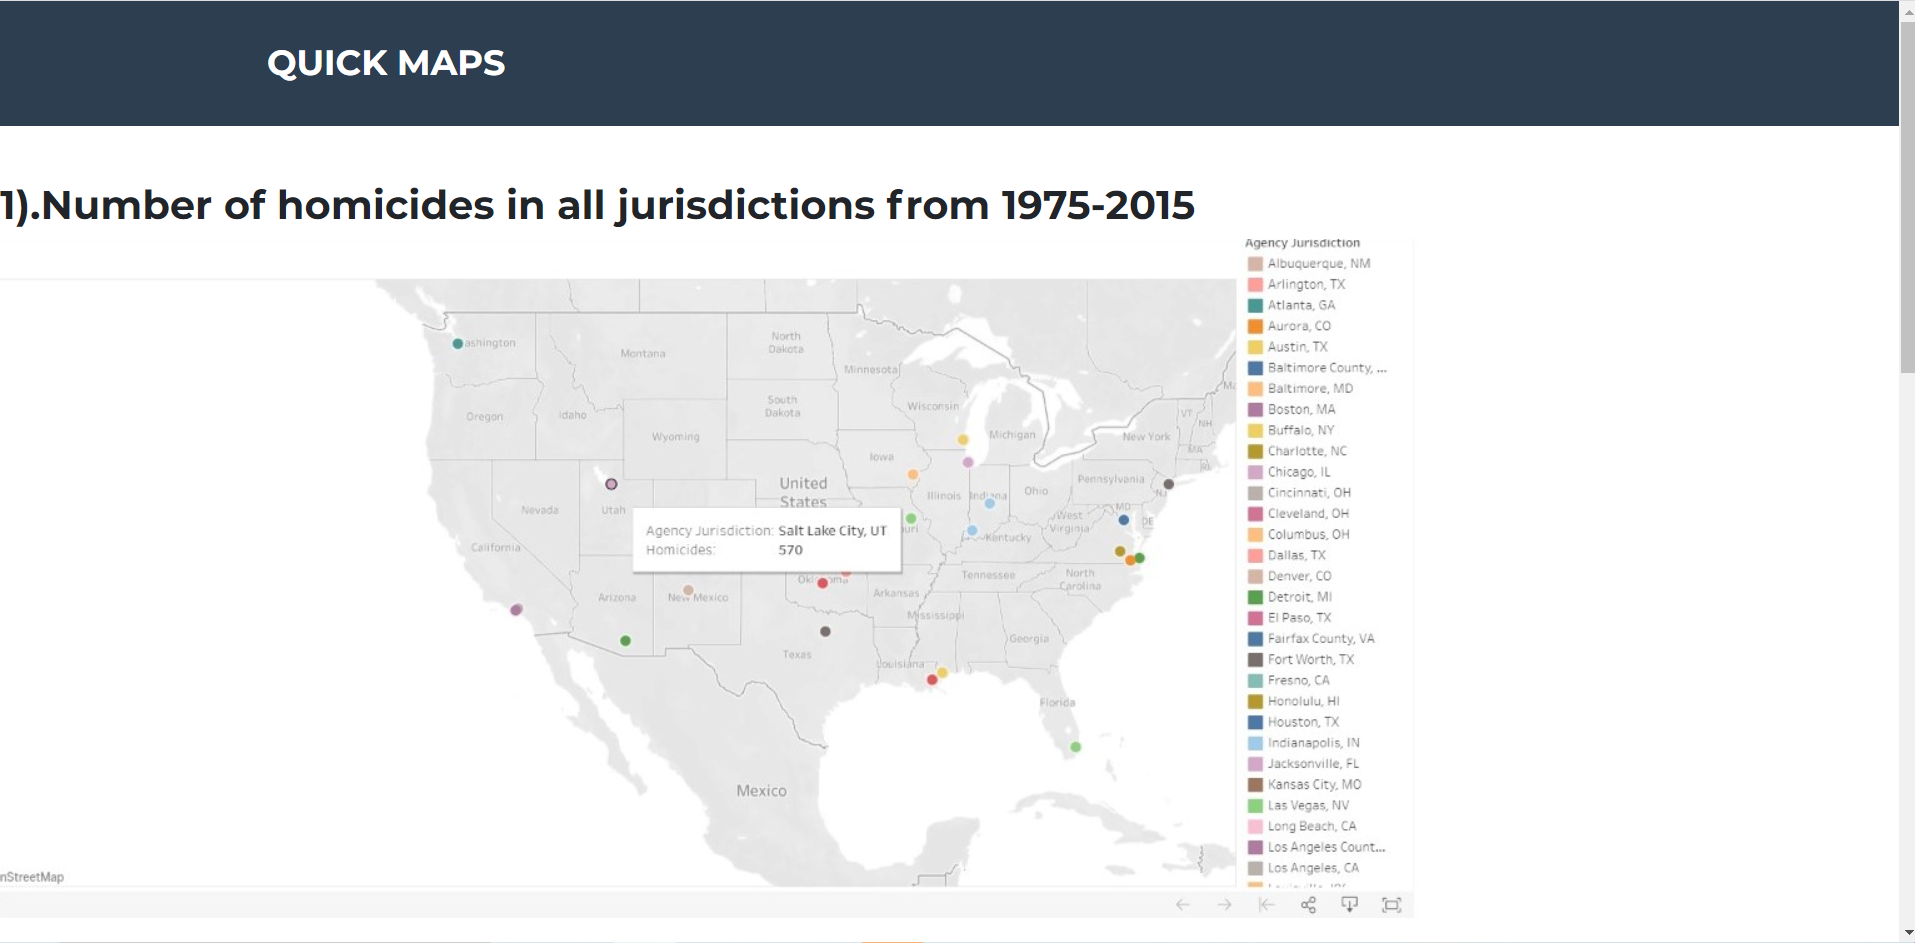 QUICK MAPS
1).Number of homicides in all jurisdictions from 1975-2015
Agency Jurisdiction
Albuquerque, NM
Arlington, TX
Atlanta, GA
Aurora, CO
Austin, TX
Baltimore County, ...
Baltimore, MD
Boston, MA
Buffalo, NY
Charlotte, NC
Chicago, IL
Cincinnati, OH
Cleveland, OH
Columbus, OH
Dallas, TX
Denver, CO
Detroit, MI
El Paso, TX
Fairfax County, VA
Fort Worth, TX
Fresno, CA
Honolulu, HI
Houston, TX
Indianapolis, IN
Jacksonville, FL
Kansas City, MO
Las Vegas, NV
Long Beach, CA
Los Angeles Count...
Los Angeles, CA
ashington
Montana
North
Dakota
Minnesota
South
Dakota
Wisconsin
Oregon
Idaho
Wyoming
Michigan
New York
VT
NH
MA
RI
Iowa
United
States
Illinois
Indiana
Ohio
Pennsylvania
NJ
MD
DE
Nevada
Utah
West
Virginia
Kentucky
California
Agency Jurisdiction: Salt Lake City, UT
Homicides: 570
Oklahoma
Tennessee
North
Carolina
Arizona
New Mexico
Arkansas
Mississippi
Georgia
Texas
Louisiana
Florida
Mexico
nStreetMap